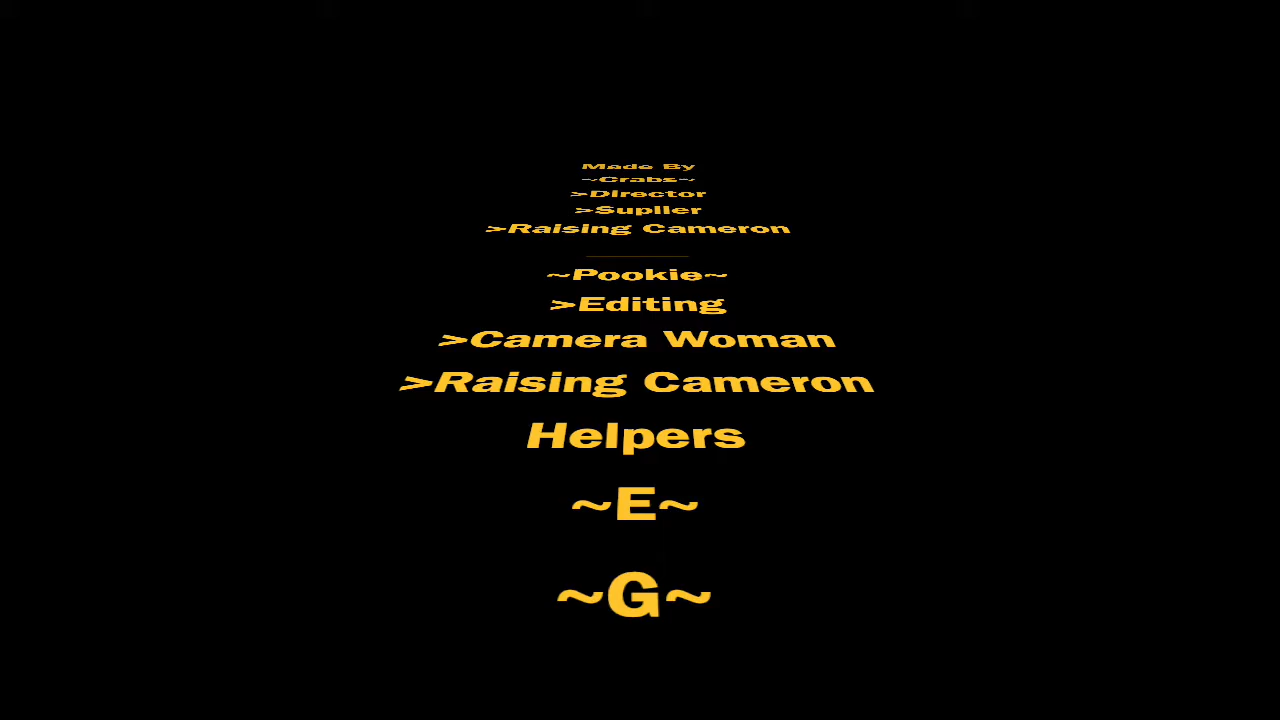 Made By
~Crabs~
>Director
>Suplier
>Raising Cameron
~Pookie~
>Editing
>Camera Woman
>Raising Cameron
Helpers
~E~
~G~